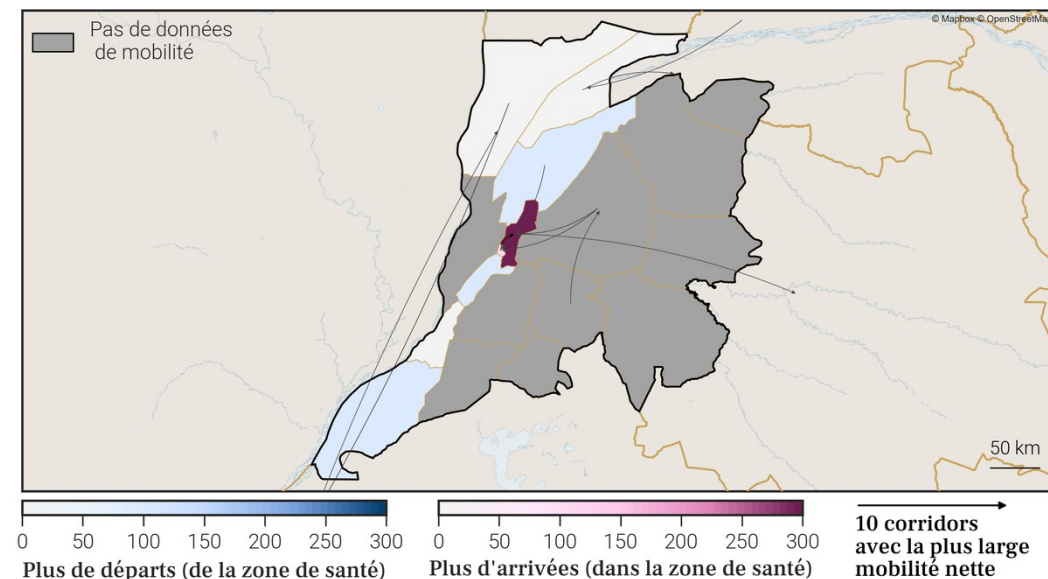 © Mapbox © OpenStreetMap
Pas de données
de mobilité
50 km
0 50 100 150 200 250 300
Plus de départs (de la zone de santé)
0 50 100 150 200 250 300
Plus d'arrivées (dans la zone de santé)
10 corridors
avec la plus large
mobilité nette